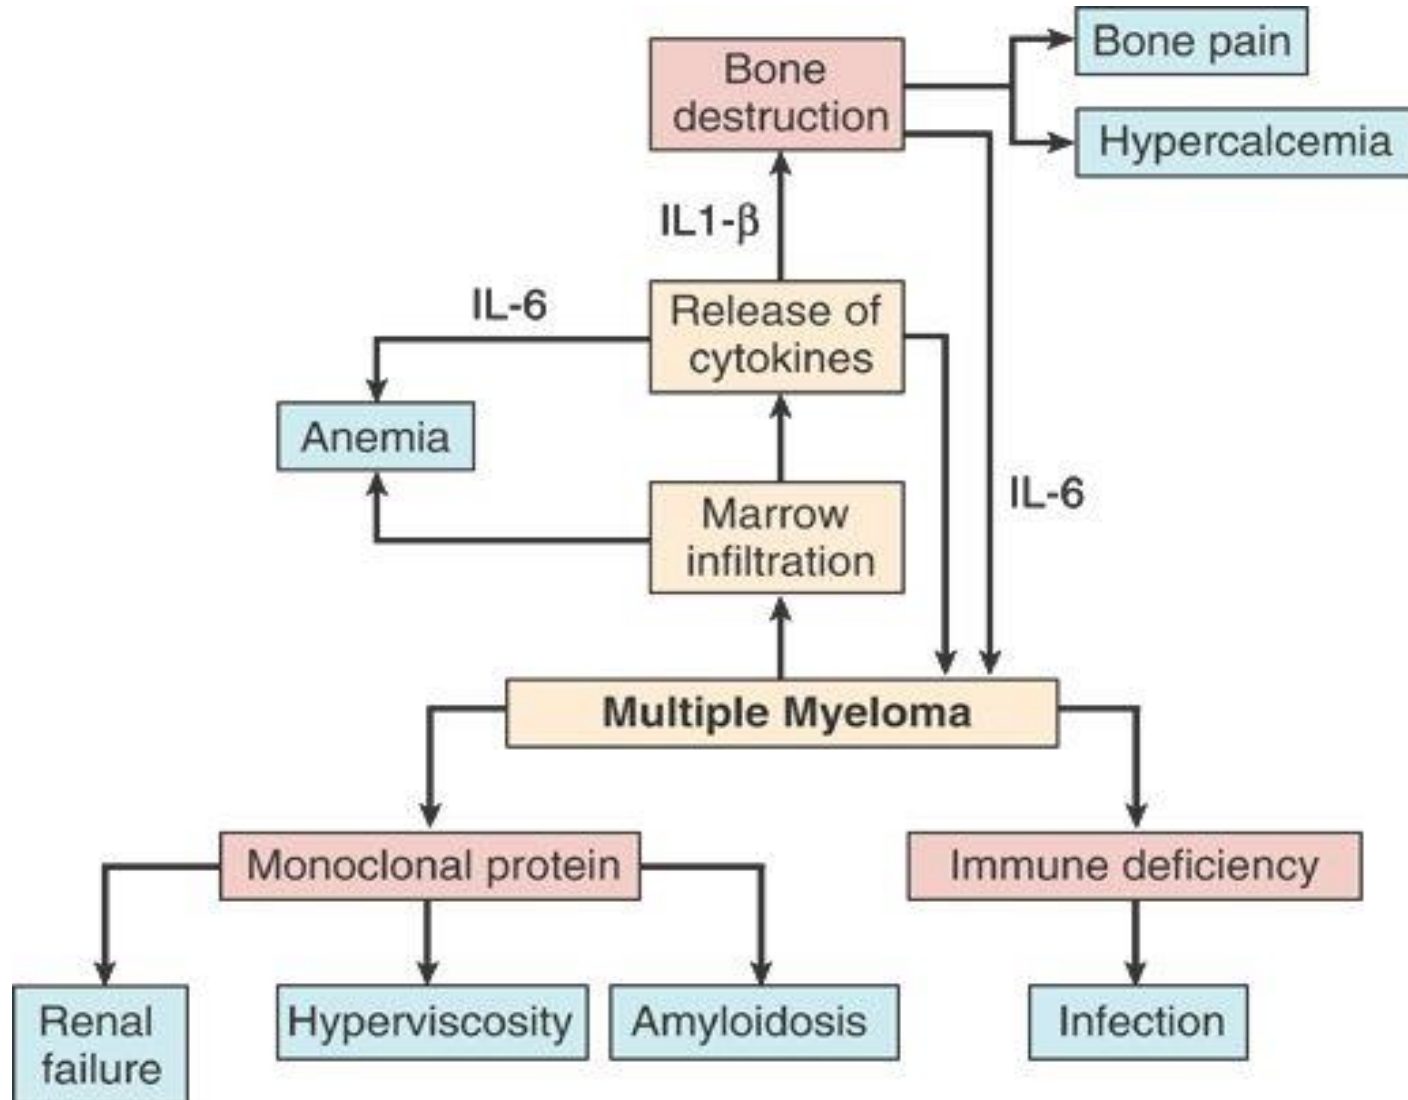 Bone pain
Bone
destruction
Hypercalcemia
IL1-β
IL-6
Release of
cytokines
Anemia
IL-6
Marrow
infiltration
Multiple Myeloma
Monoclonal protein
Immune deficiency
Renal
failure
Hyperviscosity
Amyloidosis
Infection